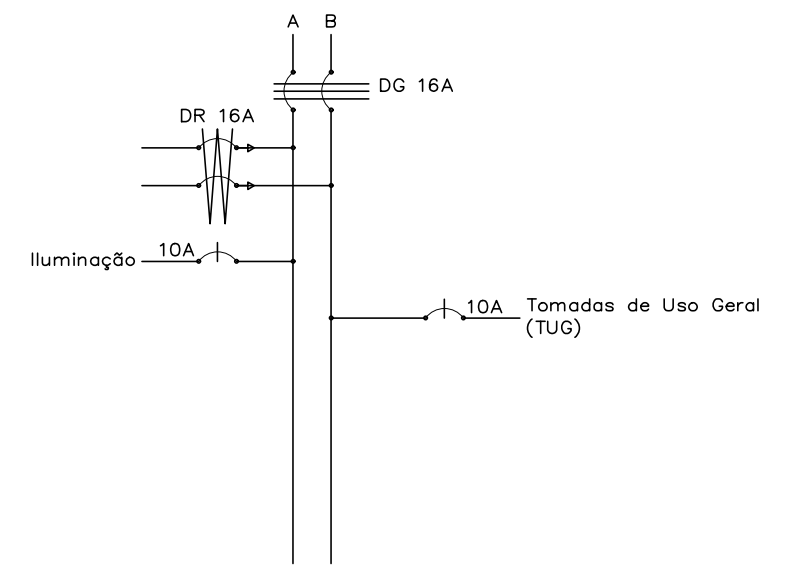 A B
DG 16A
DR 16A
10A
Iluminação
10A
Tomadas de Uso Geral
(TUG)